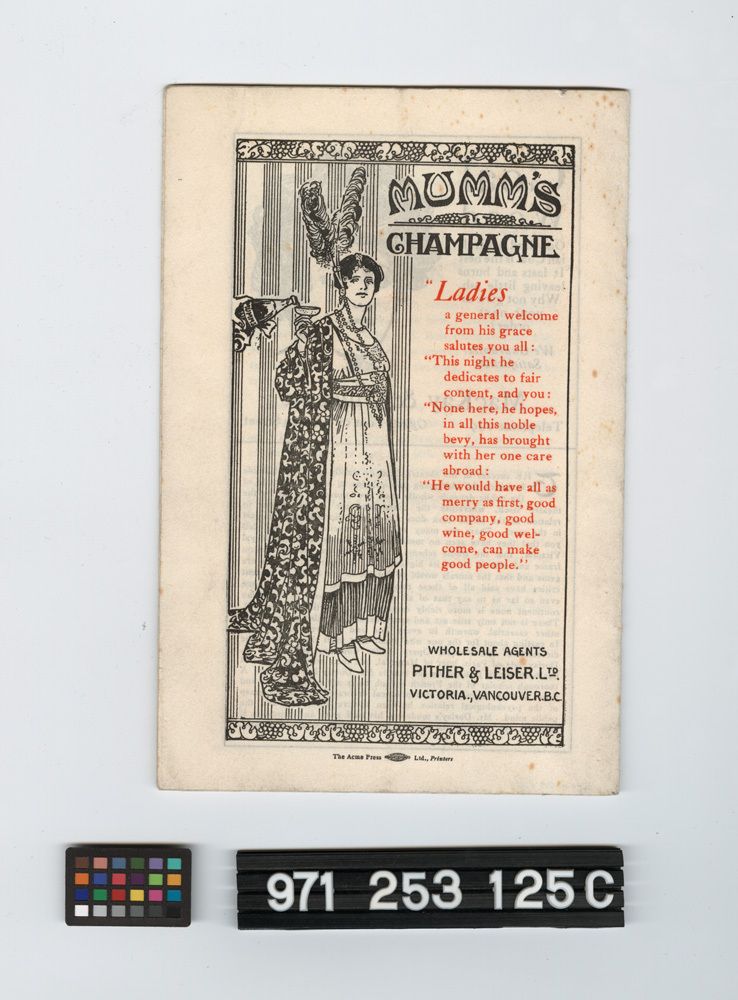 MUMM'S
CHAMPAGNE
"Ladies
a general welcome
from his grace
salutes you all:
"This night he
dedicates to fair
content, and you:
"None here, he hopes,
in all this noble
bevy, has brought
with her one care
abroad:
"He would have all as
merry as first, good
company, good
wine, good wel-
come, can make
good people."
WHOLESALE AGENTS
PITHER & LEISER. LTD.
VICTORIA., VANCOUVER. B.C.
The Acme Press Ltd., Printers
971 253 125C